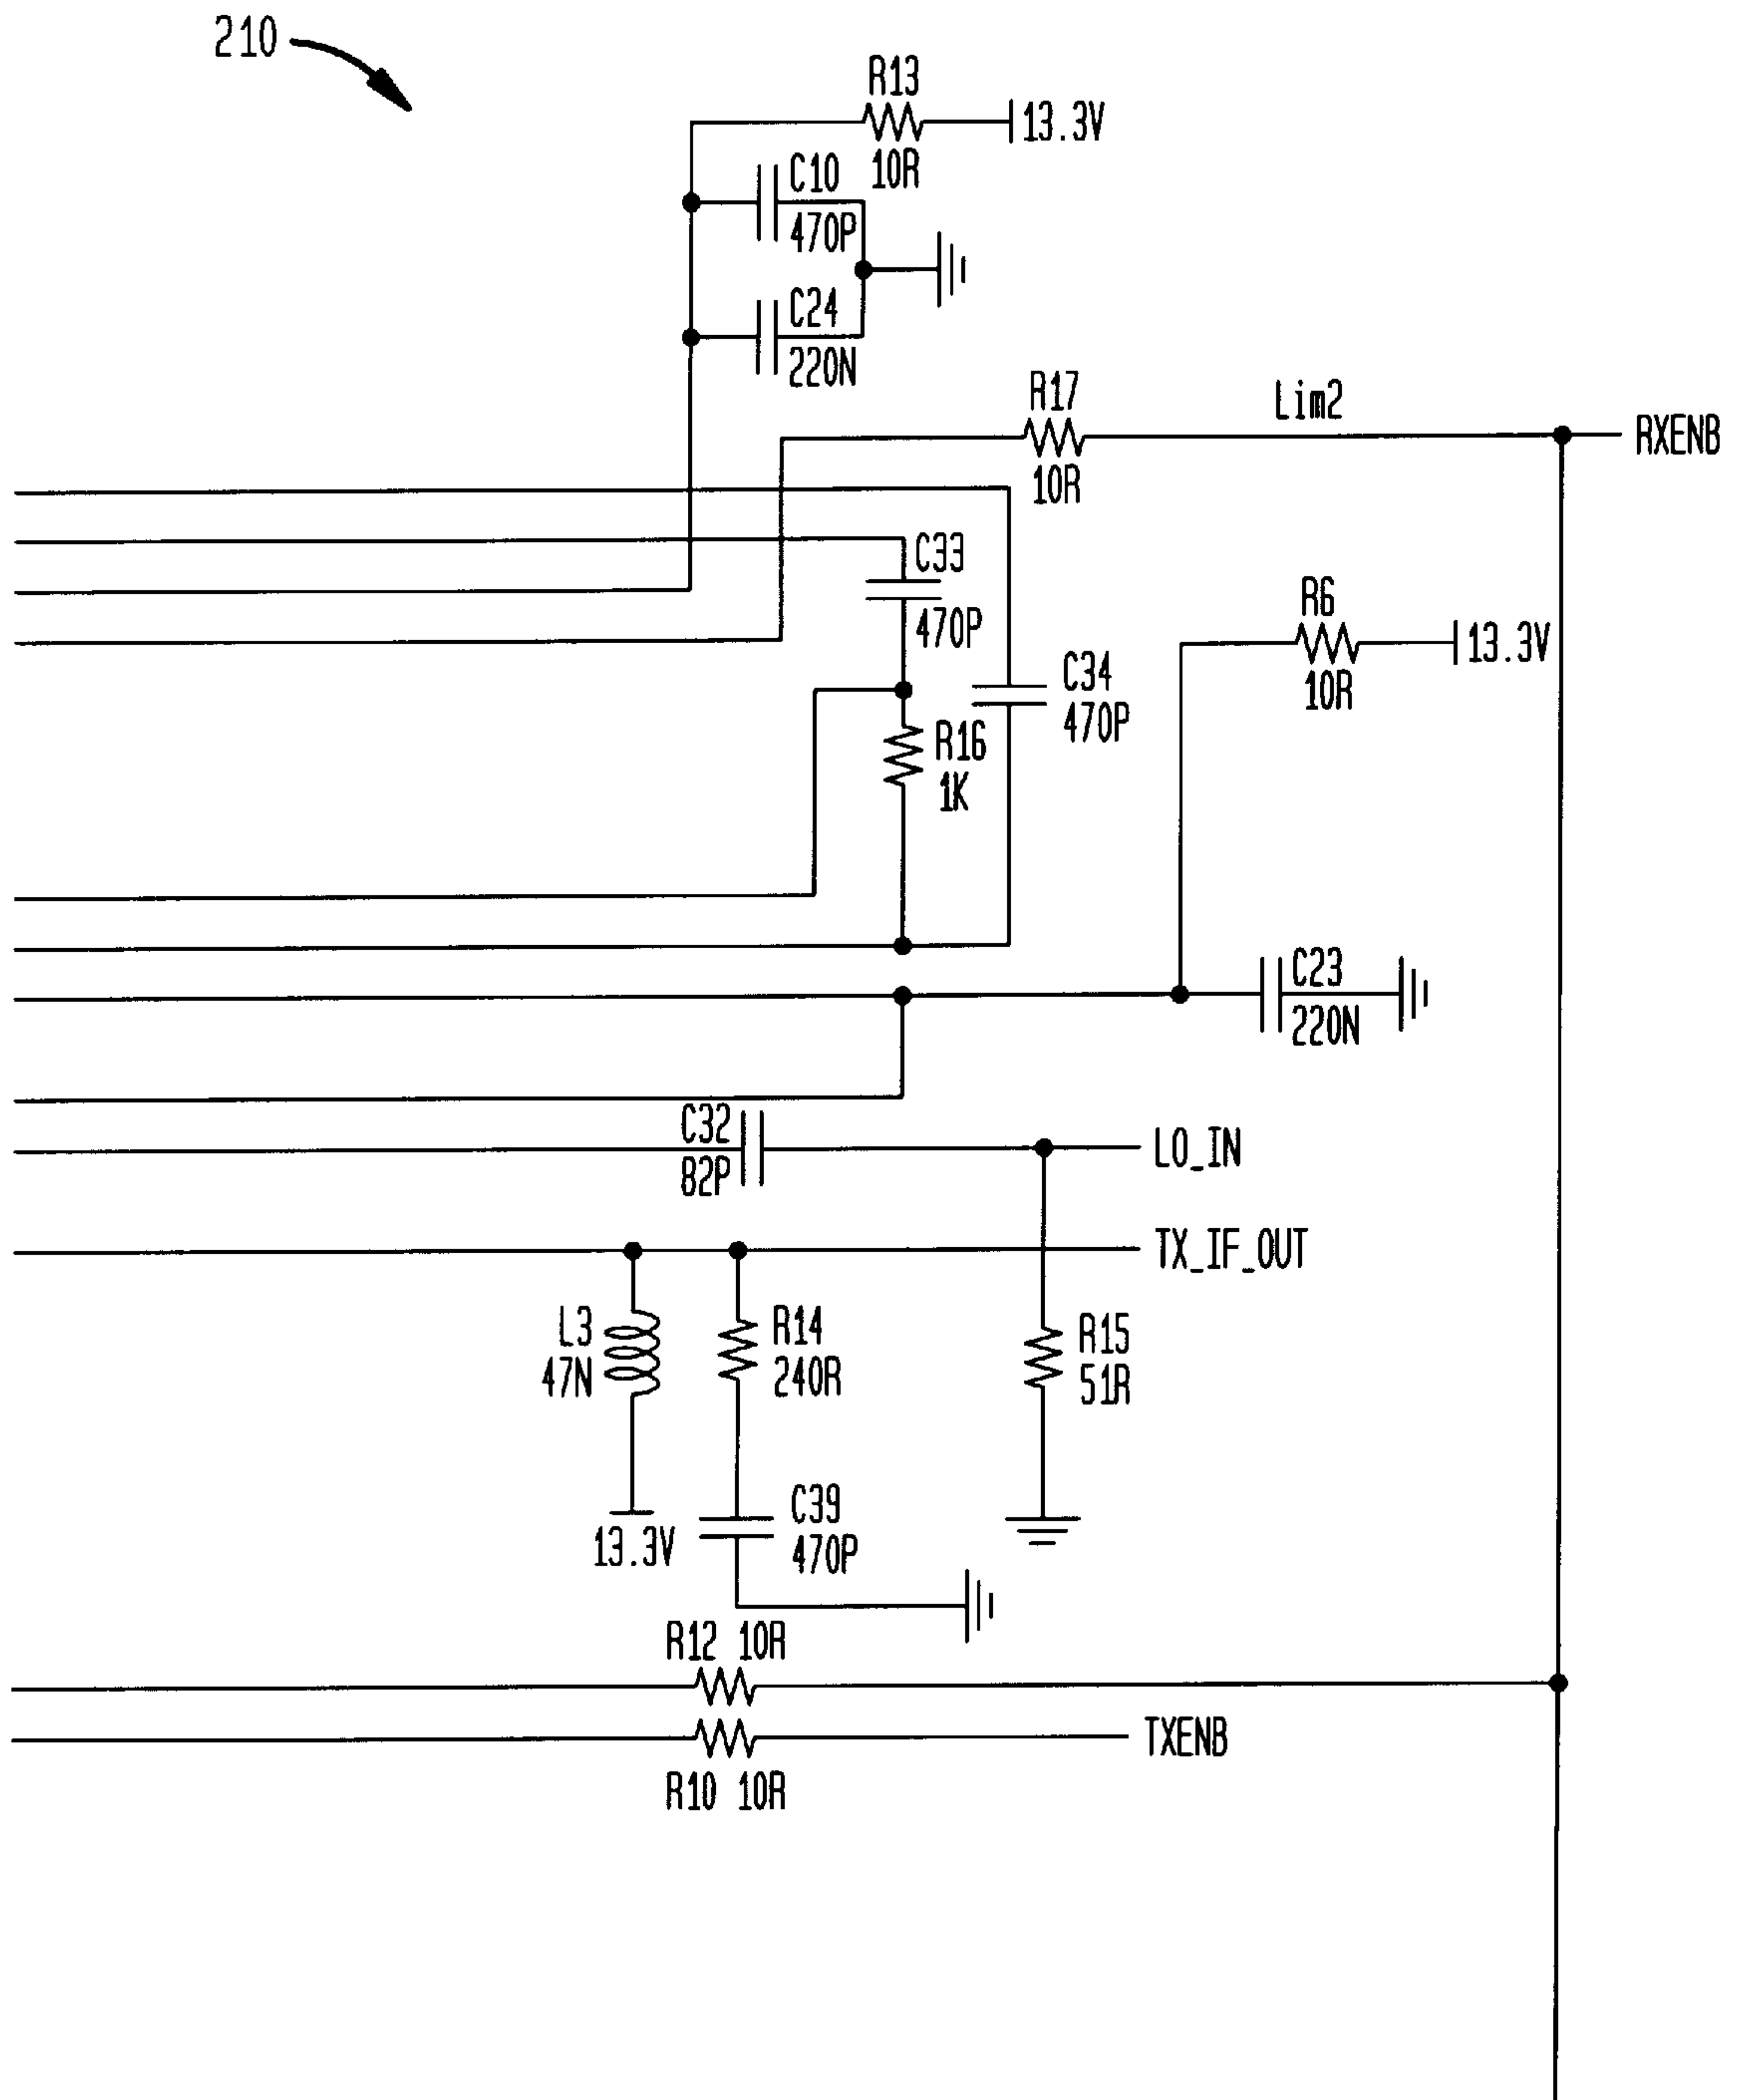 210
R13
13.3V
10R
C10
470P
C24
220N
R17
10R
Lim2
RXENB
C33
470P
R6
13.3V
10R
C34
470P
R16
1K
C23
220N
C32
82P
LO_IN
TX_IF_OUT
L3
47N
R14
240R
R15
51R
13.3V
C39
470P
R12 10R
TXENB
R10 10R